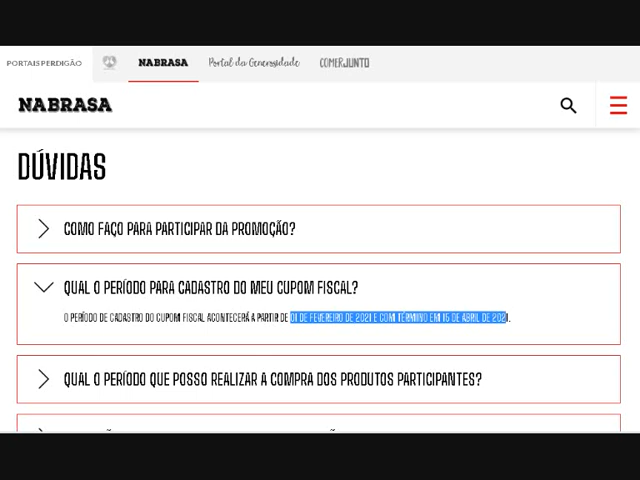 PORTAIS PERDIGÃO NABRASA Portal da Generosidade COMERJUNTO
NABRASA
DÚVIDAS
COMO FAÇO PARA PARTICIPAR DA PROMOÇÃO?
QUAL O PERÍODO PARA CADASTRO DO MEU CUPOM FISCAL?
O PERÍODO DE CADASTRO DO CUPOM FISCAL ACONTECERÁ A PARTIR DE 01 DE FEVEREIRO DE 2021 E COM TÉRMINO EM 15 DE ABRIL DE 2021.
QUAL O PERÍODO QUE POSSO REALIZAR A COMPRA DOS PRODUTOS PARTICIPANTES?